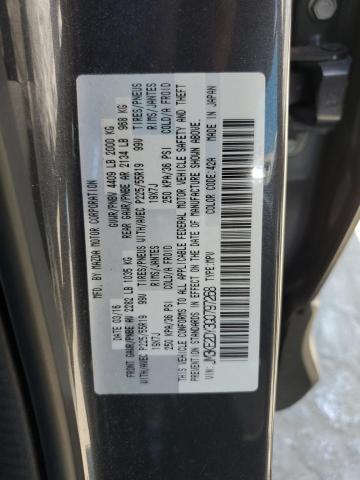 MFD. BY: MAZDA MOTOR CORPORATION
DATE 03/16 GVWR/PNBV 4409 LB 2000 KG
FRONT GAWR/PNBE AV 2282 LB 1035 KG REAR GAWR/PNBE AR 2134 LB 968 KG
WITH/AVEC P225/55R19 99V TIRES/PNEUS WITH/AVEC P225/55R19 99V TIRES/PNEUS
19X7J RIMS/JANTES 19X7J RIMS/JANTES
250 KPA/36 PSI COLD/A FROID 250 KPA/36 PSI COLD/A FROID
THIS VEHICLE CONFORMS TO ALL APPLICABLE FEDERAL MOTOR VEHICLE SAFETY AND THEFT
PREVENTION STANDARDS IN EFFECT ON THE DATE OF MANUFACTURE SHOWN ABOVE.
COLOR CODE: 42A
TYPE: MPV MADE IN JAPAN